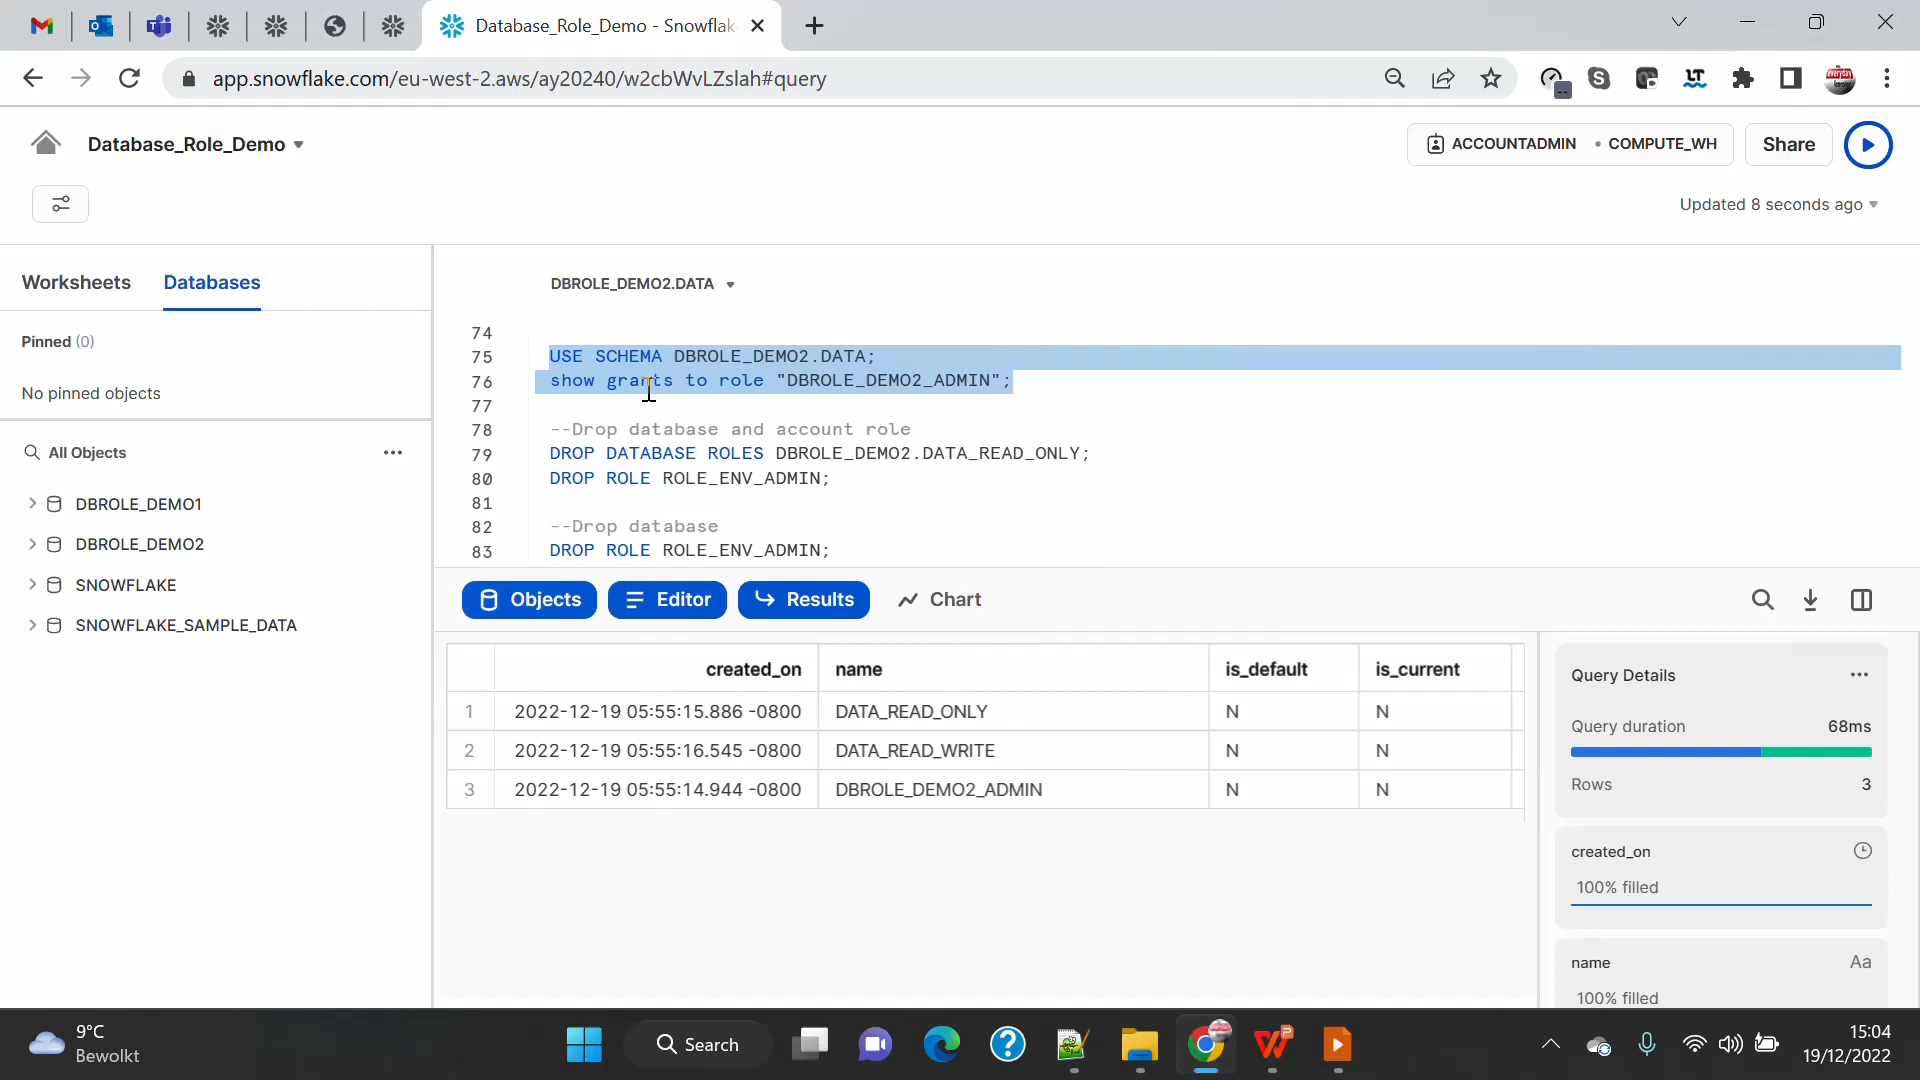 Database_Role_Demo - Snowflak
app.snowflake.com/eu-west-2.aws/ay20240/w2cbWvLZslah#query
Database_Role_Demo
ACCOUNTADMIN • COMPUTE_WH
Share
Updated 8 seconds ago
Worksheets
Databases
Pinned (0)
No pinned objects
All Objects
DBROLE_DEMO1
DBROLE_DEMO2
SNOWFLAKE
SNOWFLAKE_SAMPLE_DATA
DBROLE_DEMO2.DATA
74
75 USE SCHEMA DBROLE_DEMO2.DATA;
76 show grants to role "DBROLE_DEMO2_ADMIN";
77
78 --Drop database and account role
79 DROP DATABASE ROLES DBROLE_DEMO2.DATA_READ_ONLY;
80 DROP ROLE ROLE_ENV_ADMIN;
81
82 --Drop database
83 DROP ROLE ROLE_ENV_ADMIN;
Objects Editor Results Chart
created_on name is_default is_current
1 2022-12-19 05:55:15.886 -0800 DATA_READ_ONLY N N
2 2022-12-19 05:55:16.545 -0800 DATA_READ_WRITE N N
3 2022-12-19 05:55:14.944 -0800 DBROLE_DEMO2_ADMIN N N
Query Details
Query duration 68ms
Rows 3
created_on
100% filled
name Aa
100% filled
9°C
Bewolkt
Search
15:04
19/12/2022